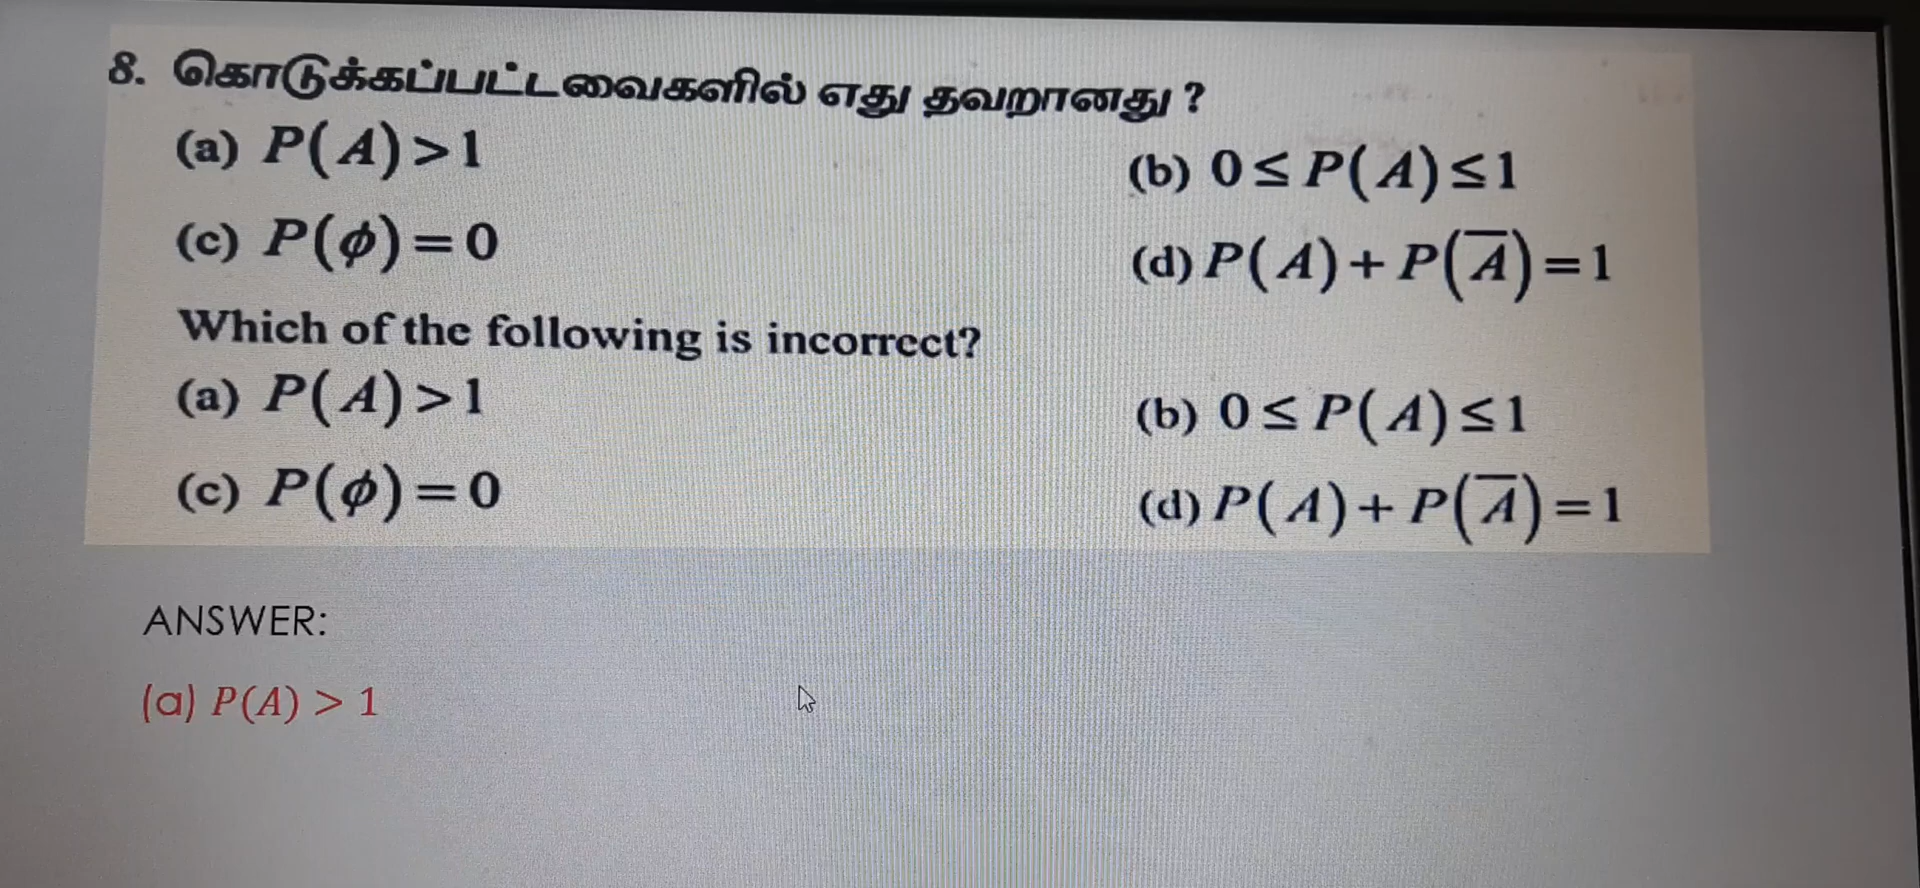 8. கொடுக்கப்பட்டவைகளில் எது தவறானது ?
(a) P(A)>1 (b) 0≤P(A)≤1
(c) P(ϕ)=0 (d) P(A)+P(A̅)=1
Which of the following is incorrect?
(a) P(A)>1 (b) 0≤P(A)≤1
(c) P(ϕ)=0 (d) P(A)+P(A̅)=1
ANSWER:
(a) P(A) > 1